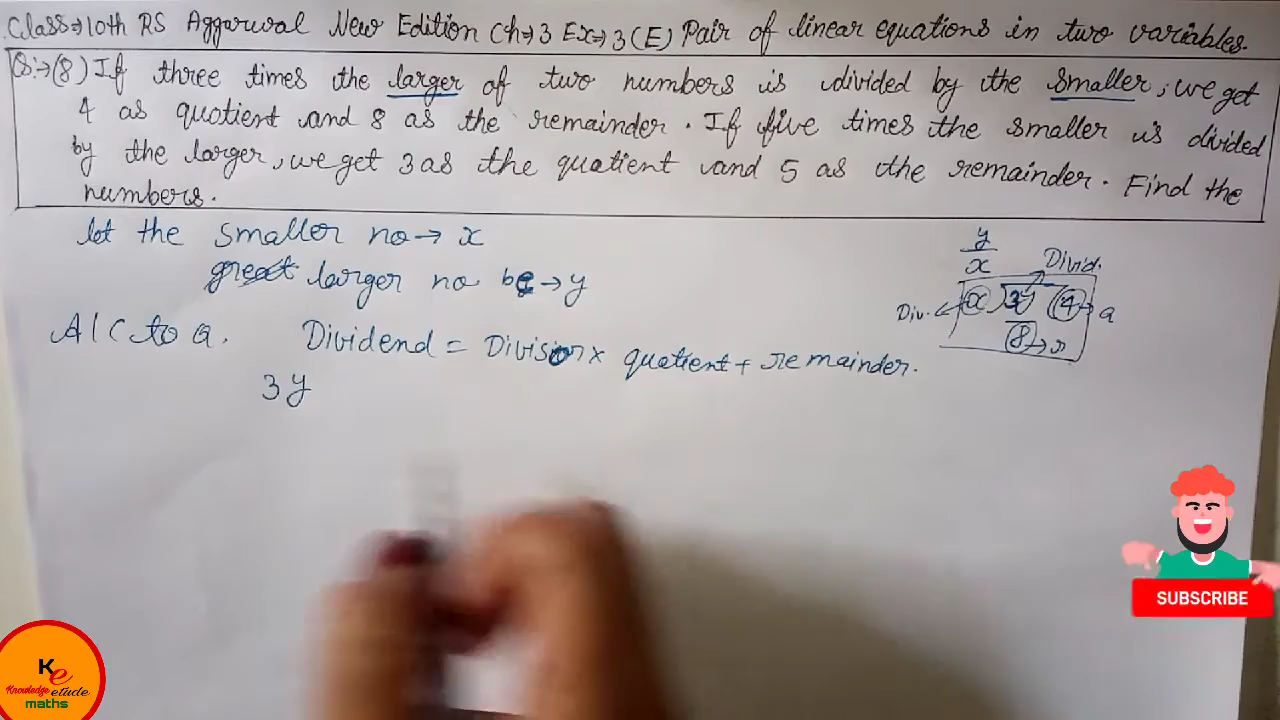 Class→10th RS Aggarwal New Edition Ch→3 Ex→3(E) Pair of linear equations in two variables.
Q:→(8) If three times the larger of two numbers is divided by the smaller, we get
4 as quotient and 8 as the remainder. If five times the smaller is divided
by the larger, we get 3 as the quatient and 5 as the remainder. Find the
numbers.
let the smaller no→ x
great larger no be→y
y
x
Divid.
Div. x 3y 4 Q
8→r
A/C to Q. Dividend = Divisor× quotient + remainder.
3y
SUBSCRIBE
Ke
Knowledge etude
maths